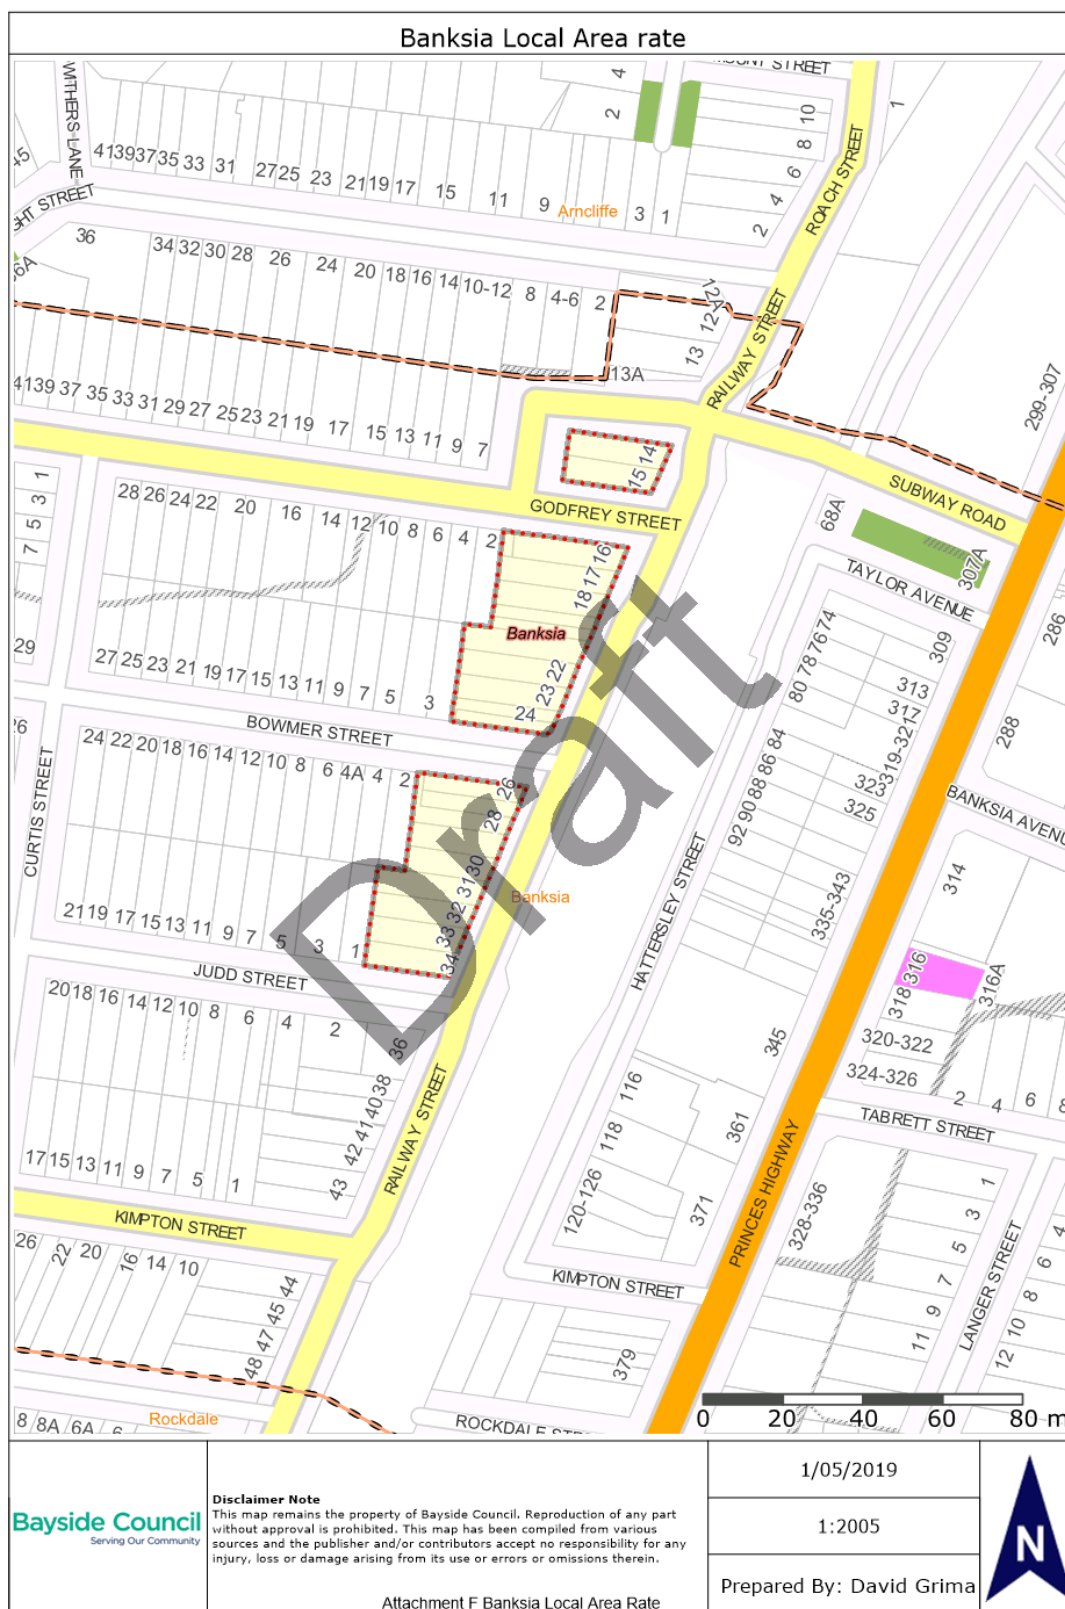 Banksia Local Area rate
WITHERS LANE
4
2
10
8
6
4
2
1
ROACH STREET
45
41 39 37 35 33 31 27 25 23 21 19 17 15 11 9 3 1
Arncliffe
36
34 32 30 28 26 24 20 18 16 14 10-12 8 4-6 2
12A
12
13
13A
RAILWAY STREET
299-307
41 39 37 35 33 31 29 27 25 23 21 19 17 15 13 11 9 7
14
15
SUBWAY ROAD
GODFREY STREET
68A
307A
TAYLOR AVENUE
1
3
5
7
29
28 26 24 22 20 16 14 12 10 8 6 4 2
16
17
18
Banksia
22
23
24
27 25 23 21 19 17 15 13 11 9 7 5 3
BOWMER STREET
74
76
78
80
309
313
317
319-321
323
325
84
86
88
90
92
286
288
BANKSIA AVENUE
26
CURTIS STREET
24 22 20 18 16 14 12 10 8 6 4A 4 2
26
28
30
31
32
33
34
Banksia
21 19 17 15 13 11 9 7 5 3 1
JUDD STREET
HATTERSLEY STREET
335-343
314
316
316A
318
320-322
324-326
2 4 6 8
TABRETT STREET
20 18 16 14 12 10 8 6 4 2
36
38
40
41
42
43
17 15 13 11 9 7 5 1
RAILWAY STREET
345
116
118
120-126
361
371
PRINCES HIGHWAY
328-336
1
3
5
7
9
11
LANGER STREET
4
6
8
10
12
KIMPTON STREET
26 22 20 16 14 10
44
45
47
48
KIMPTON STREET
379
Rockdale
8 8A 6A 6
Draft
0 20 40 60 80 m
Bayside Council
Serving Our Community
Disclaimer Note
This map remains the property of Bayside Council. Reproduction of any part
without approval is prohibited. This map has been compiled from various
sources and the publisher and/or contributors accept no responsibility for any
injury, loss or damage arising from its use or errors or omissions therein.
Attachment F Banksia Local Area Rate
1/05/2019
1:2005
Prepared By: David Grima
N